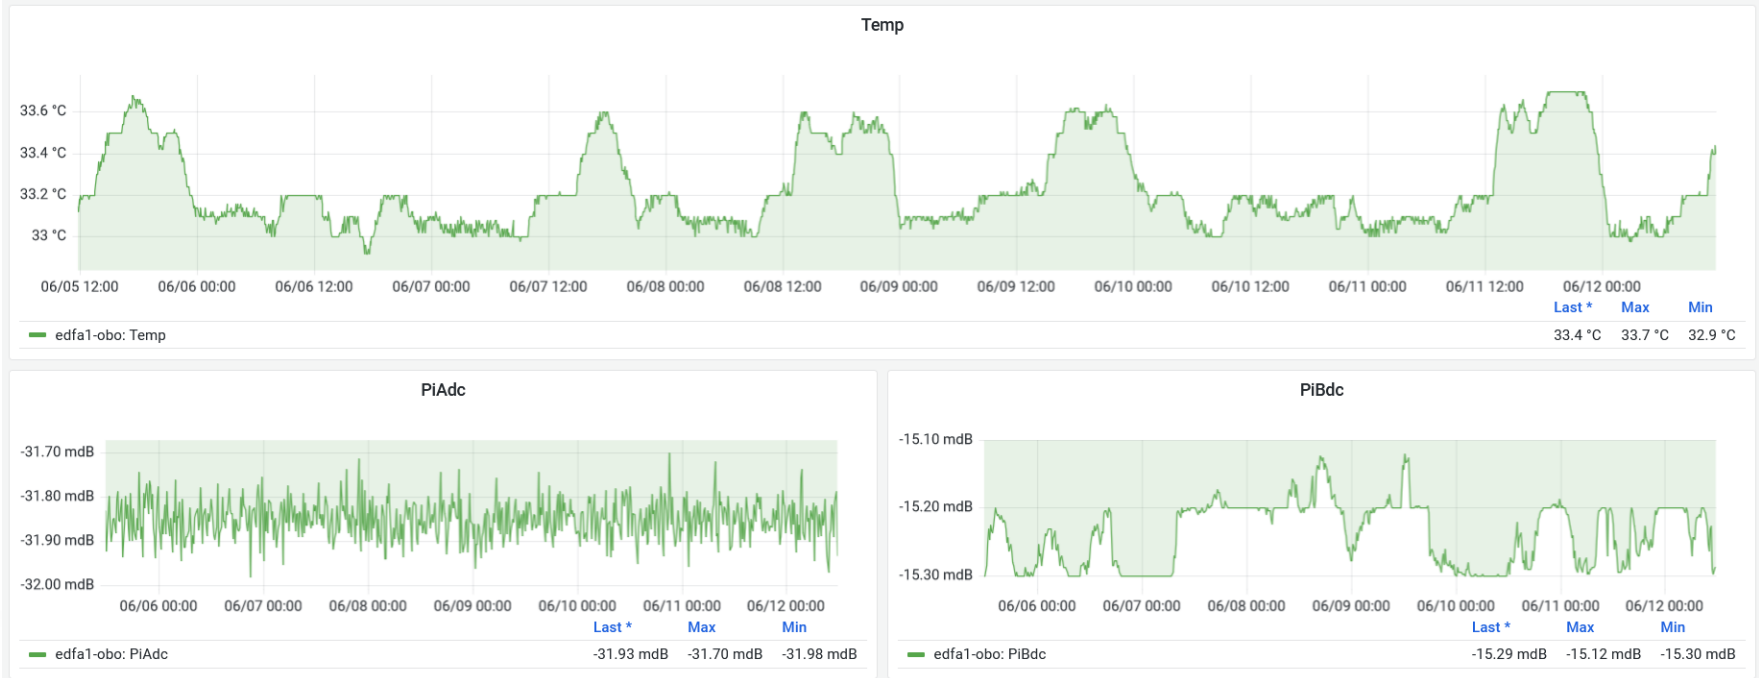 Temp
33.6 °C
33.4 °C
33.2 °C
33 °C
06/05 12:00 06/06 00:00 06/06 12:00 06/07 00:00 06/07 12:00 06/08 00:00 06/08 12:00 06/09 00:00 06/09 12:00 06/10 00:00 06/10 12:00 06/11 00:00 06/11 12:00 06/12 00:00
Last * Max Min
edfa1-obo: Temp 33.4 °C 33.7 °C 32.9 °C
PiAdc
-31.70 mdB
-31.80 mdB
-31.90 mdB
-32.00 mdB
06/06 00:00 06/07 00:00 06/08 00:00 06/09 00:00 06/10 00:00 06/11 00:00 06/12 00:00
Last * Max Min
edfa1-obo: PiAdc -31.93 mdB -31.70 mdB -31.98 mdB
PiBdc
-15.10 mdB
-15.20 mdB
-15.30 mdB
06/06 00:00 06/07 00:00 06/08 00:00 06/09 00:00 06/10 00:00 06/11 00:00 06/12 00:00
Last * Max Min
edfa1-obo: PiBdc -15.29 mdB -15.12 mdB -15.30 mdB